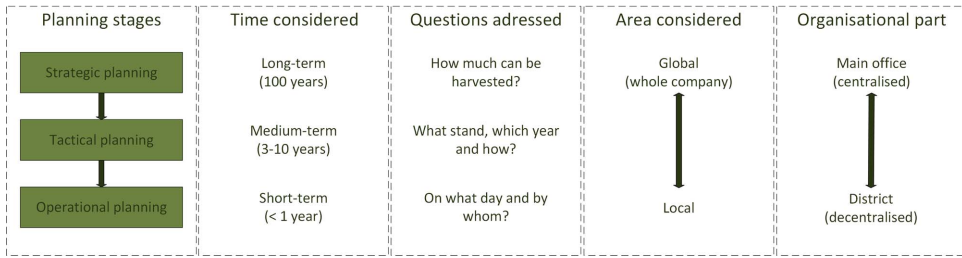 Planning stages
Strategic planning
Tactical planning
Operational planning
Time considered
Long-term
(100 years)
Medium-term
(3-10 years)
Short-term
(< 1 year)
Questions adressed
How much can be
harvested?
What stand, which year
and how?
On what day and by
whom?
Area considered
Global
(whole company)
Local
Organisational part
Main office
(centralised)
District
(decentralised)